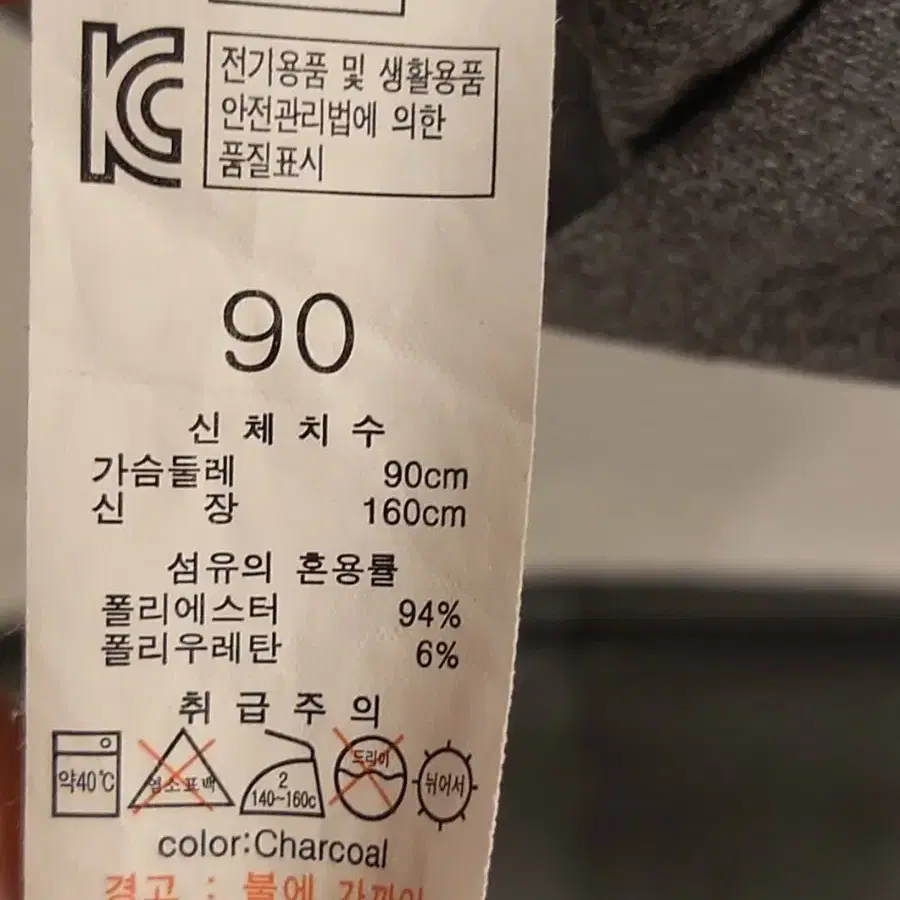 전기용품 및 생활용품
안전관리법에 의한
품질표시
90
신 체 치 수
가슴둘레 90cm
신 장 160cm
섬유의 혼용률
폴리에스터 94%
폴리우레탄 6%
취 급 주 의
약40℃
염소표백
2
140~160c
드라이
뉘어서
color:Charcoal
경고 : 불에 가까이